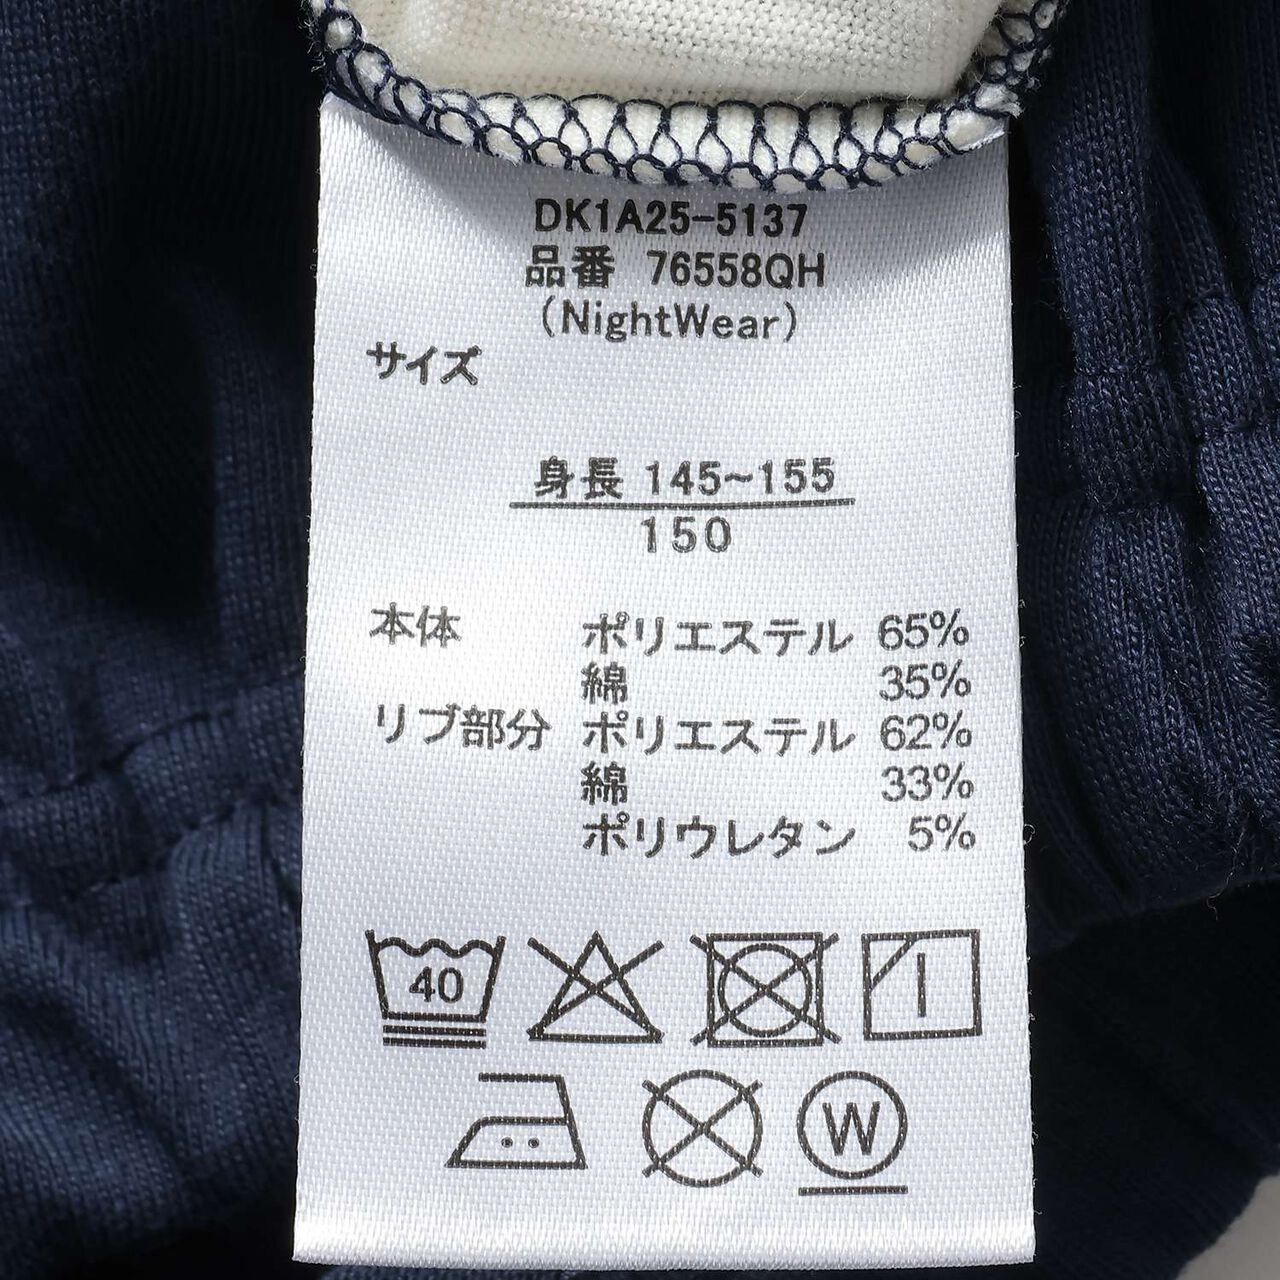 DK1A25-5137
品番 76558QH
(NightWear)
サイズ
身長 145~155
150
本体 ポリエステル 65%
綿 35%
リブ部分 ポリエステル 62%
綿 33%
ポリウレタン 5%
40
W